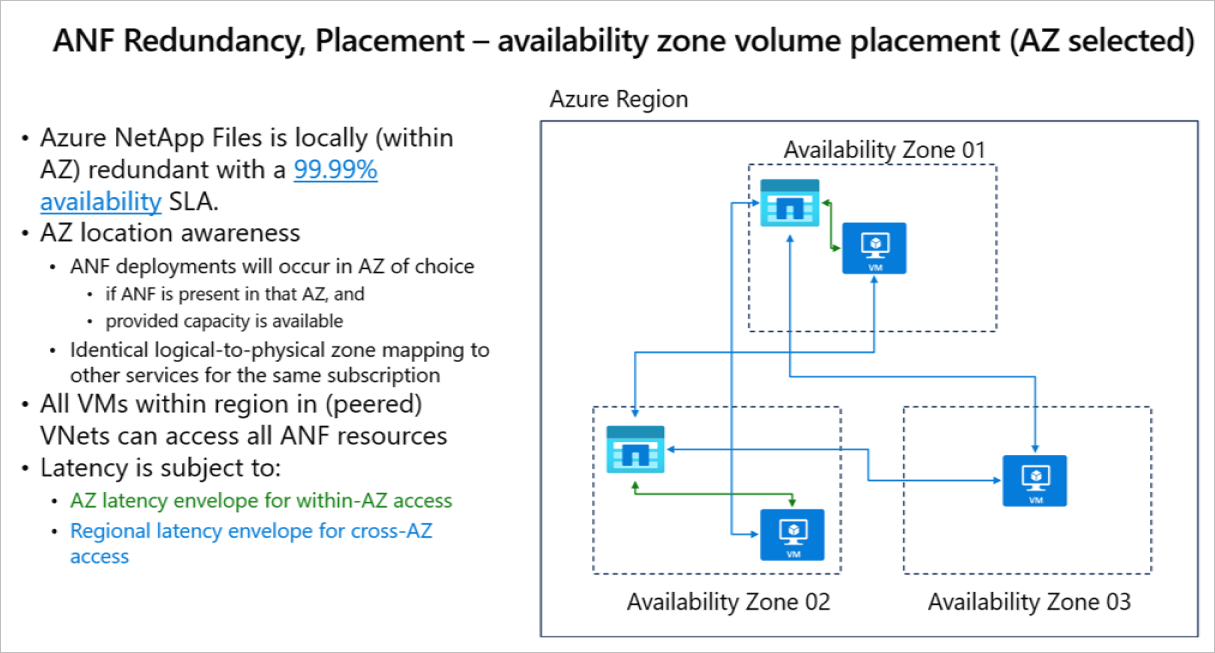 ANF Redundancy, Placement – availability zone volume placement (AZ selected)
• Azure NetApp Files is locally (within
AZ) redundant with a 99.99%
availability SLA.
• AZ location awareness
• ANF deployments will occur in AZ of choice
• if ANF is present in that AZ, and
• provided capacity is available
• Identical logical-to-physical zone mapping to
other services for the same subscription
• All VMs within region in (peered)
VNets can access all ANF resources
• Latency is subject to:
• AZ latency envelope for within-AZ access
• Regional latency envelope for cross-AZ
access
Azure Region
Availability Zone 01
VM
VM
VM
Availability Zone 02
Availability Zone 03